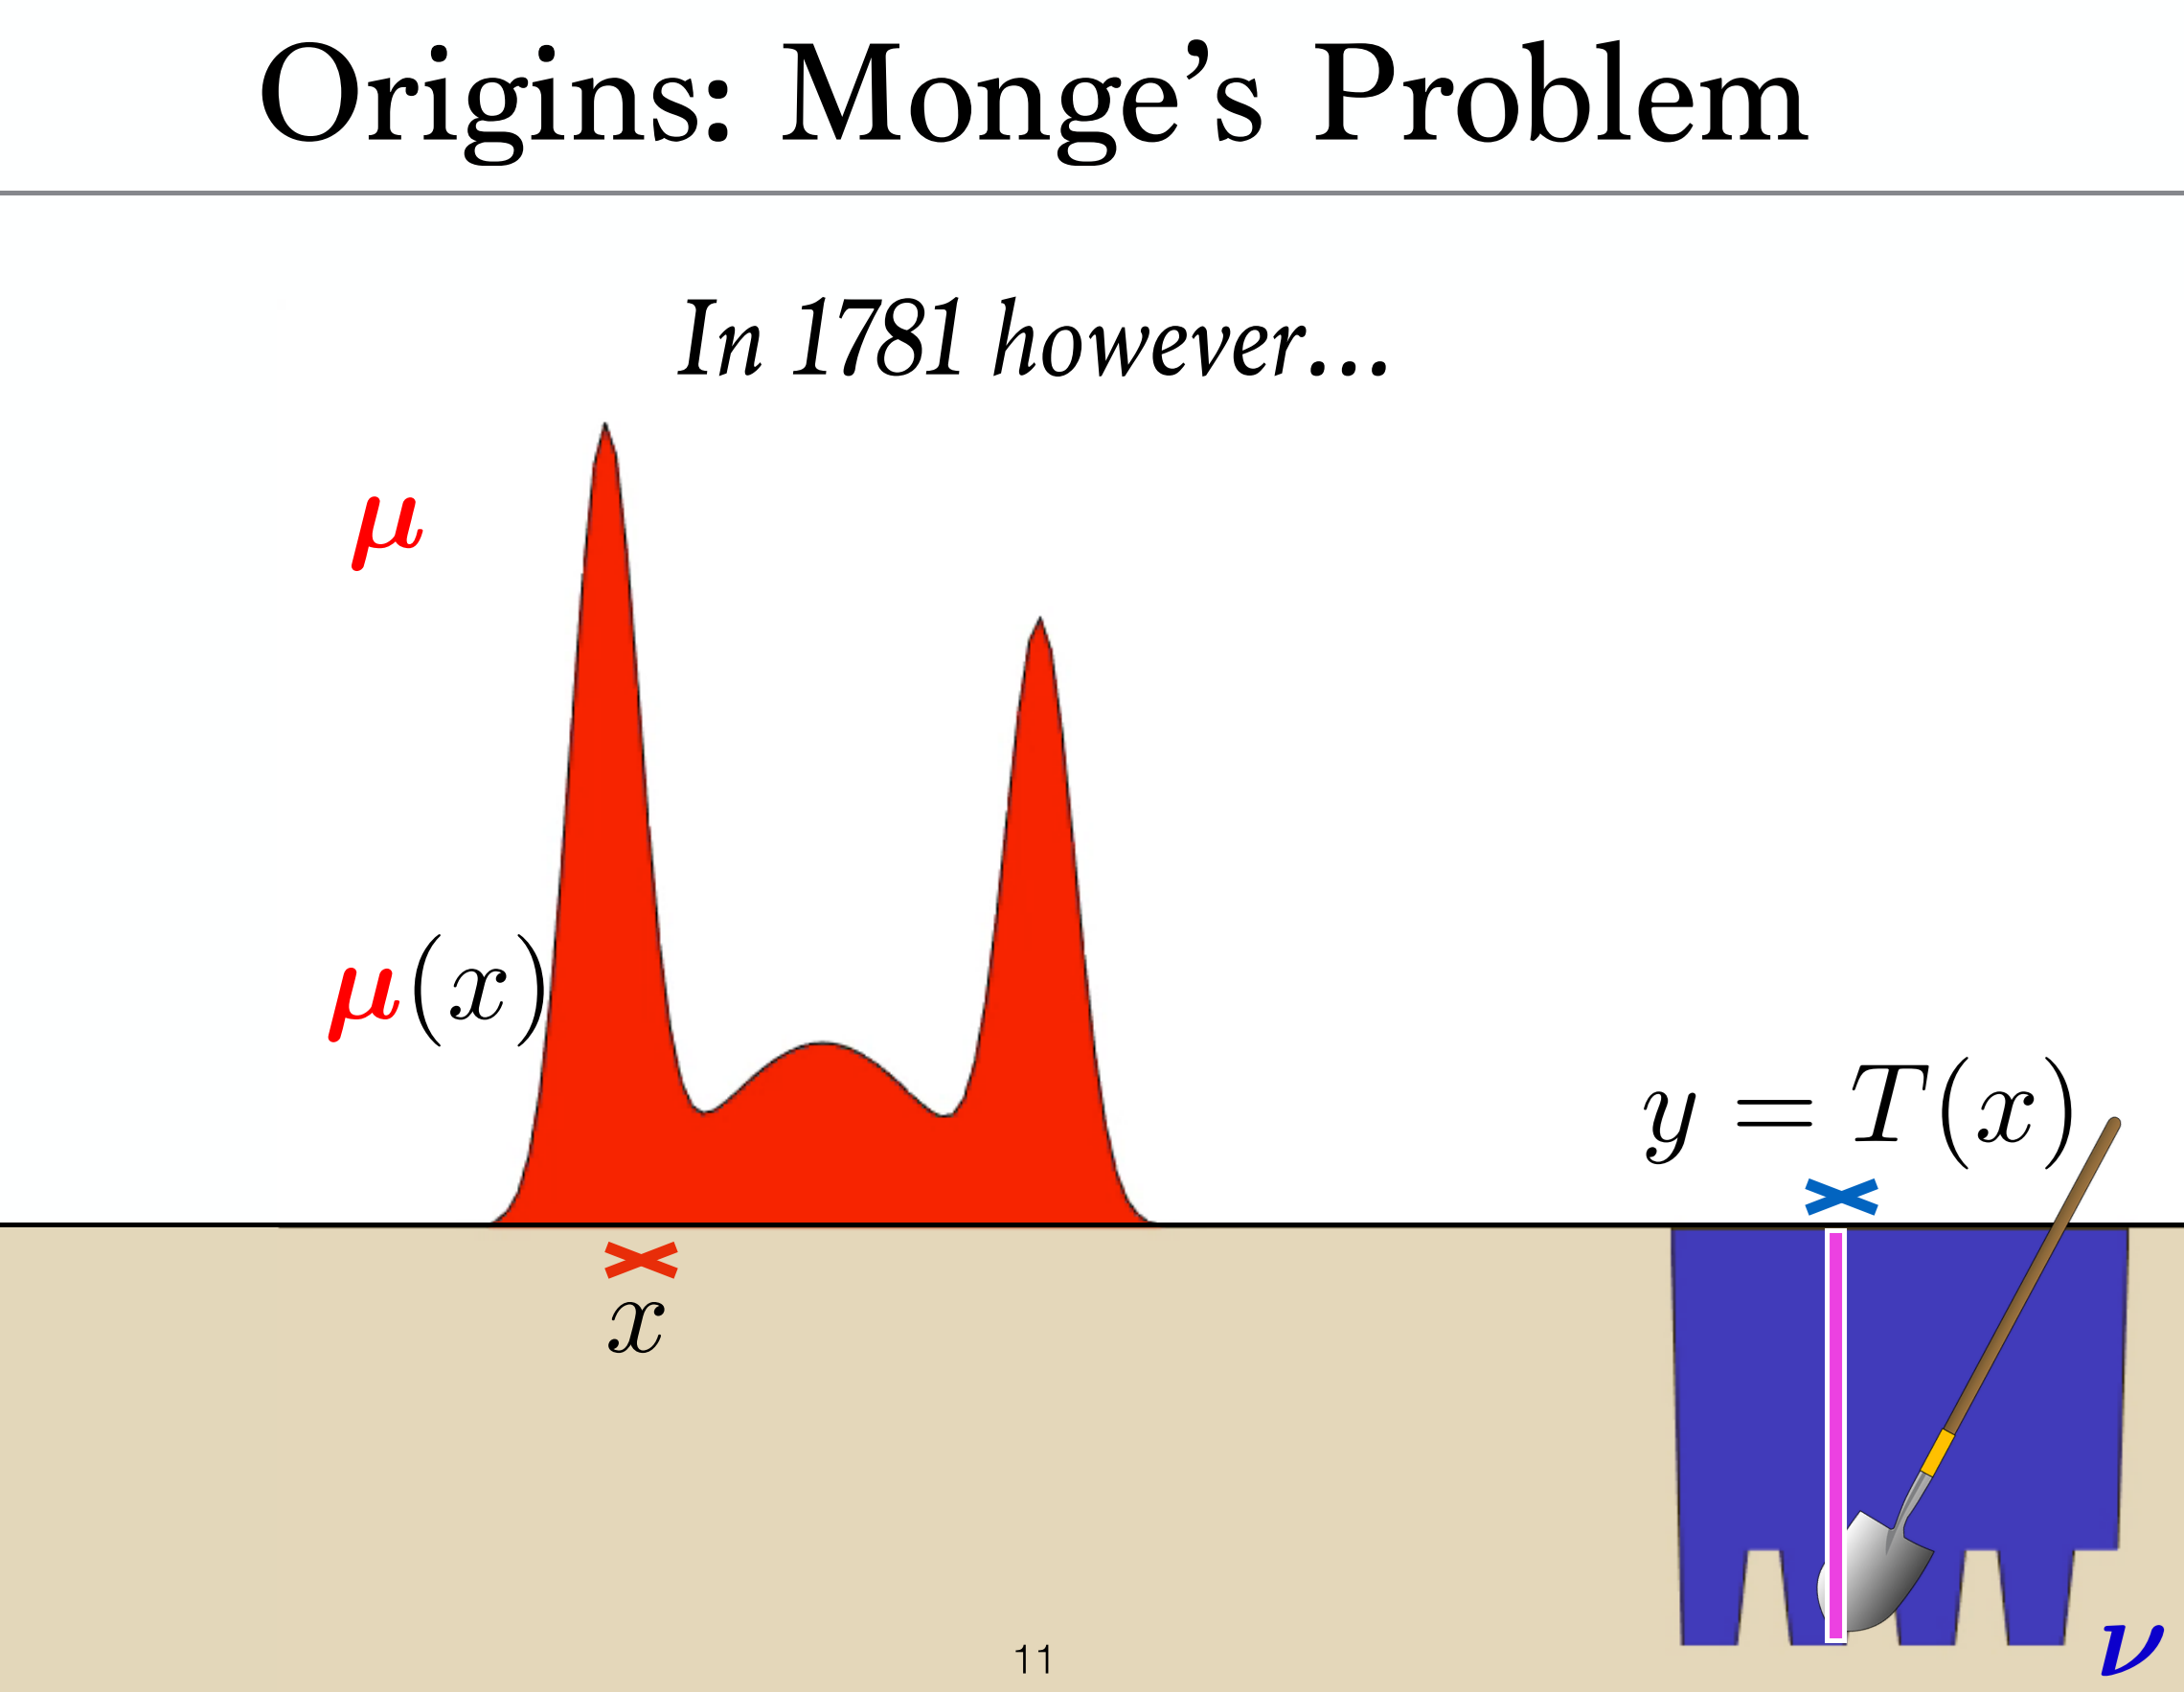 Origins: Monge’s Problem
In 1781 however...
μ
μ(x)
y = T(x)
x
ν
11